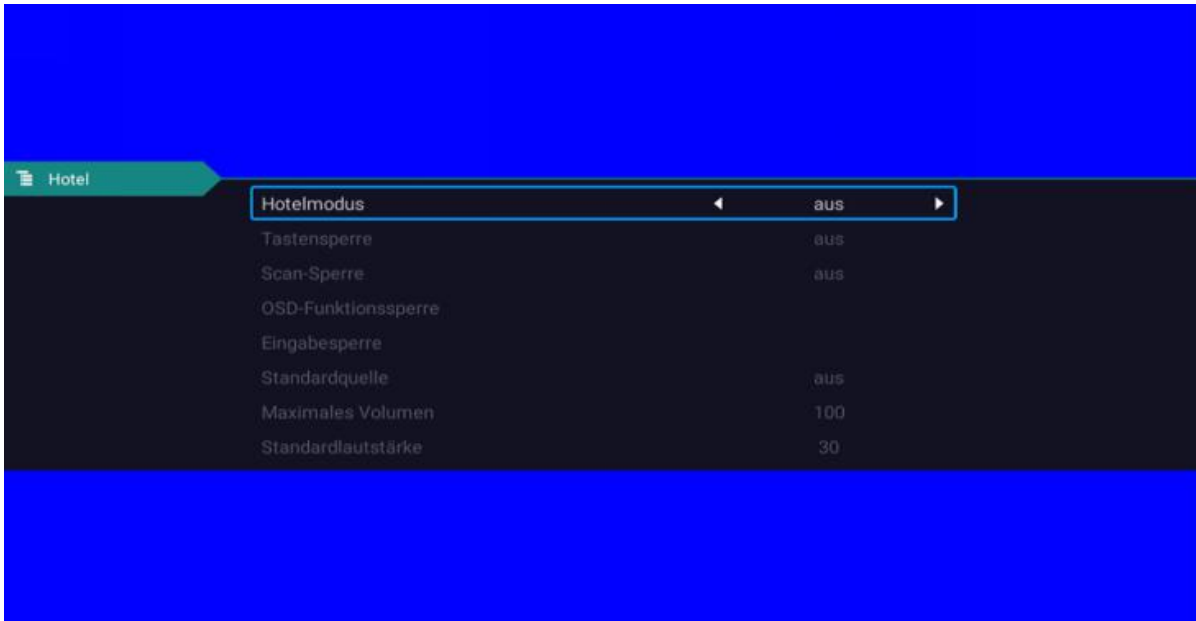 Hotel
Hotelmodus aus
Tastensperre aus
Scan-Sperre aus
OSD-Funktionssperre
Eingabesperre
Standardquelle aus
Maximales Volumen 100
Standardlautstärke 30